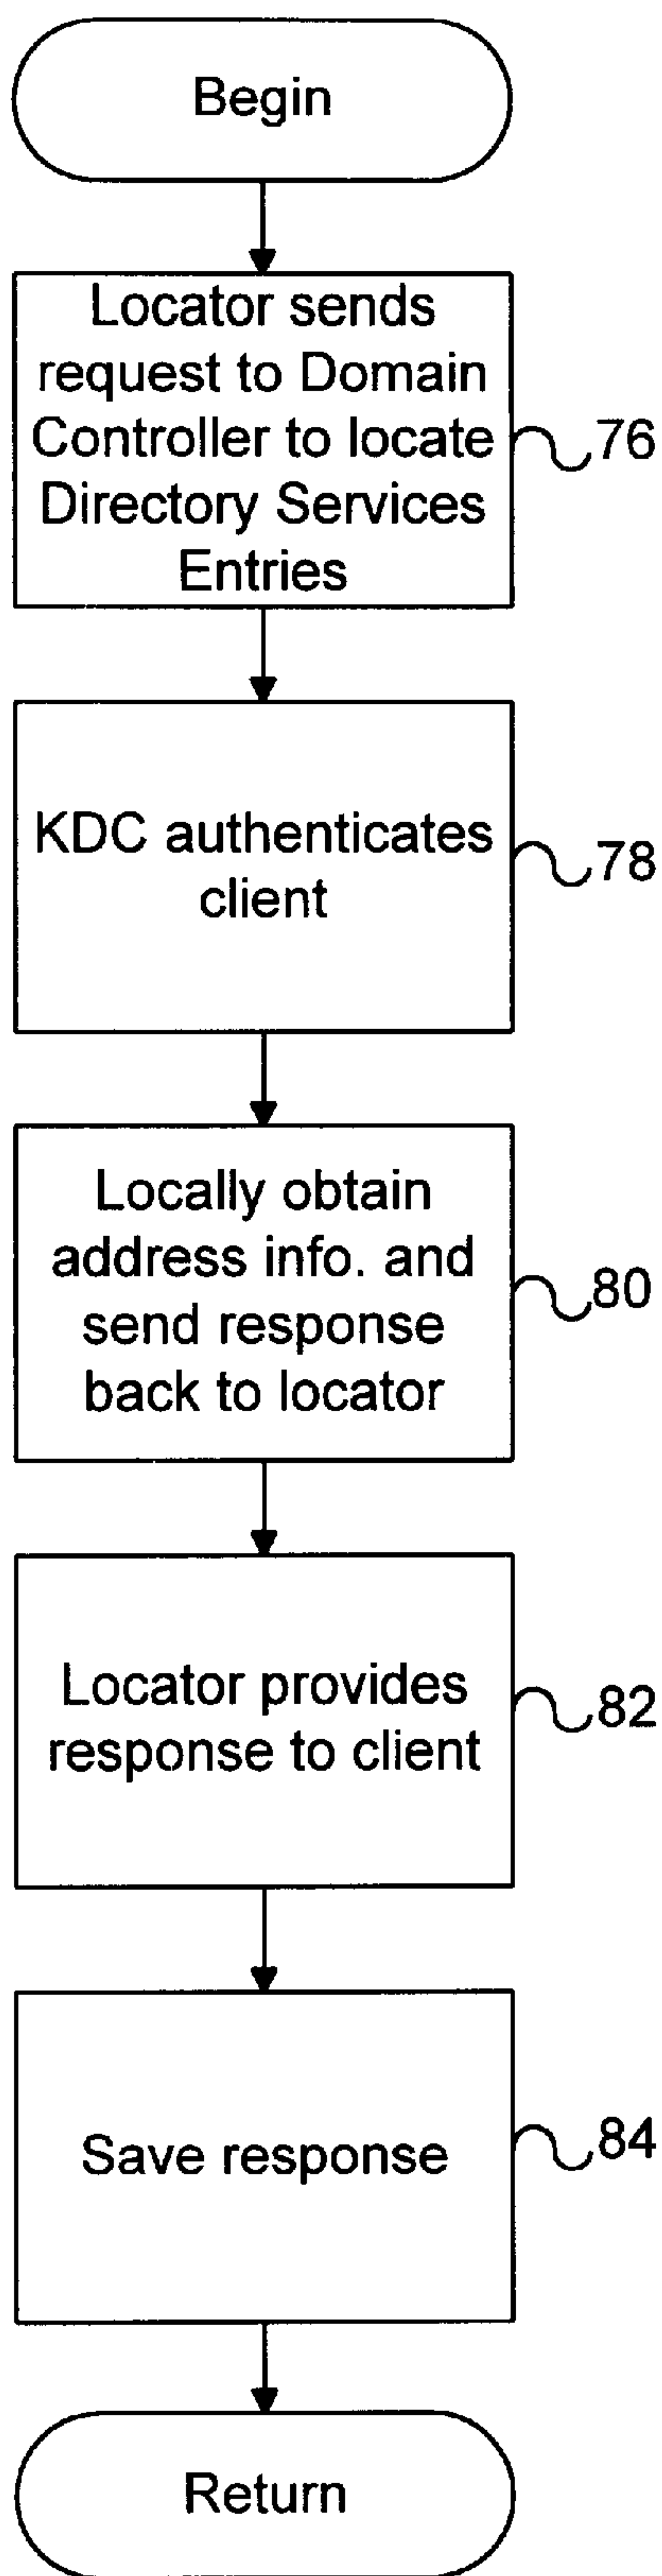 Begin
Locator sends
request to Domain
Controller to locate
Directory Services
Entries
76
KDC authenticates
client
78
Locally obtain
address info. and
send response
back to locator
80
Locator provides
response to client
82
Save response
84
Return